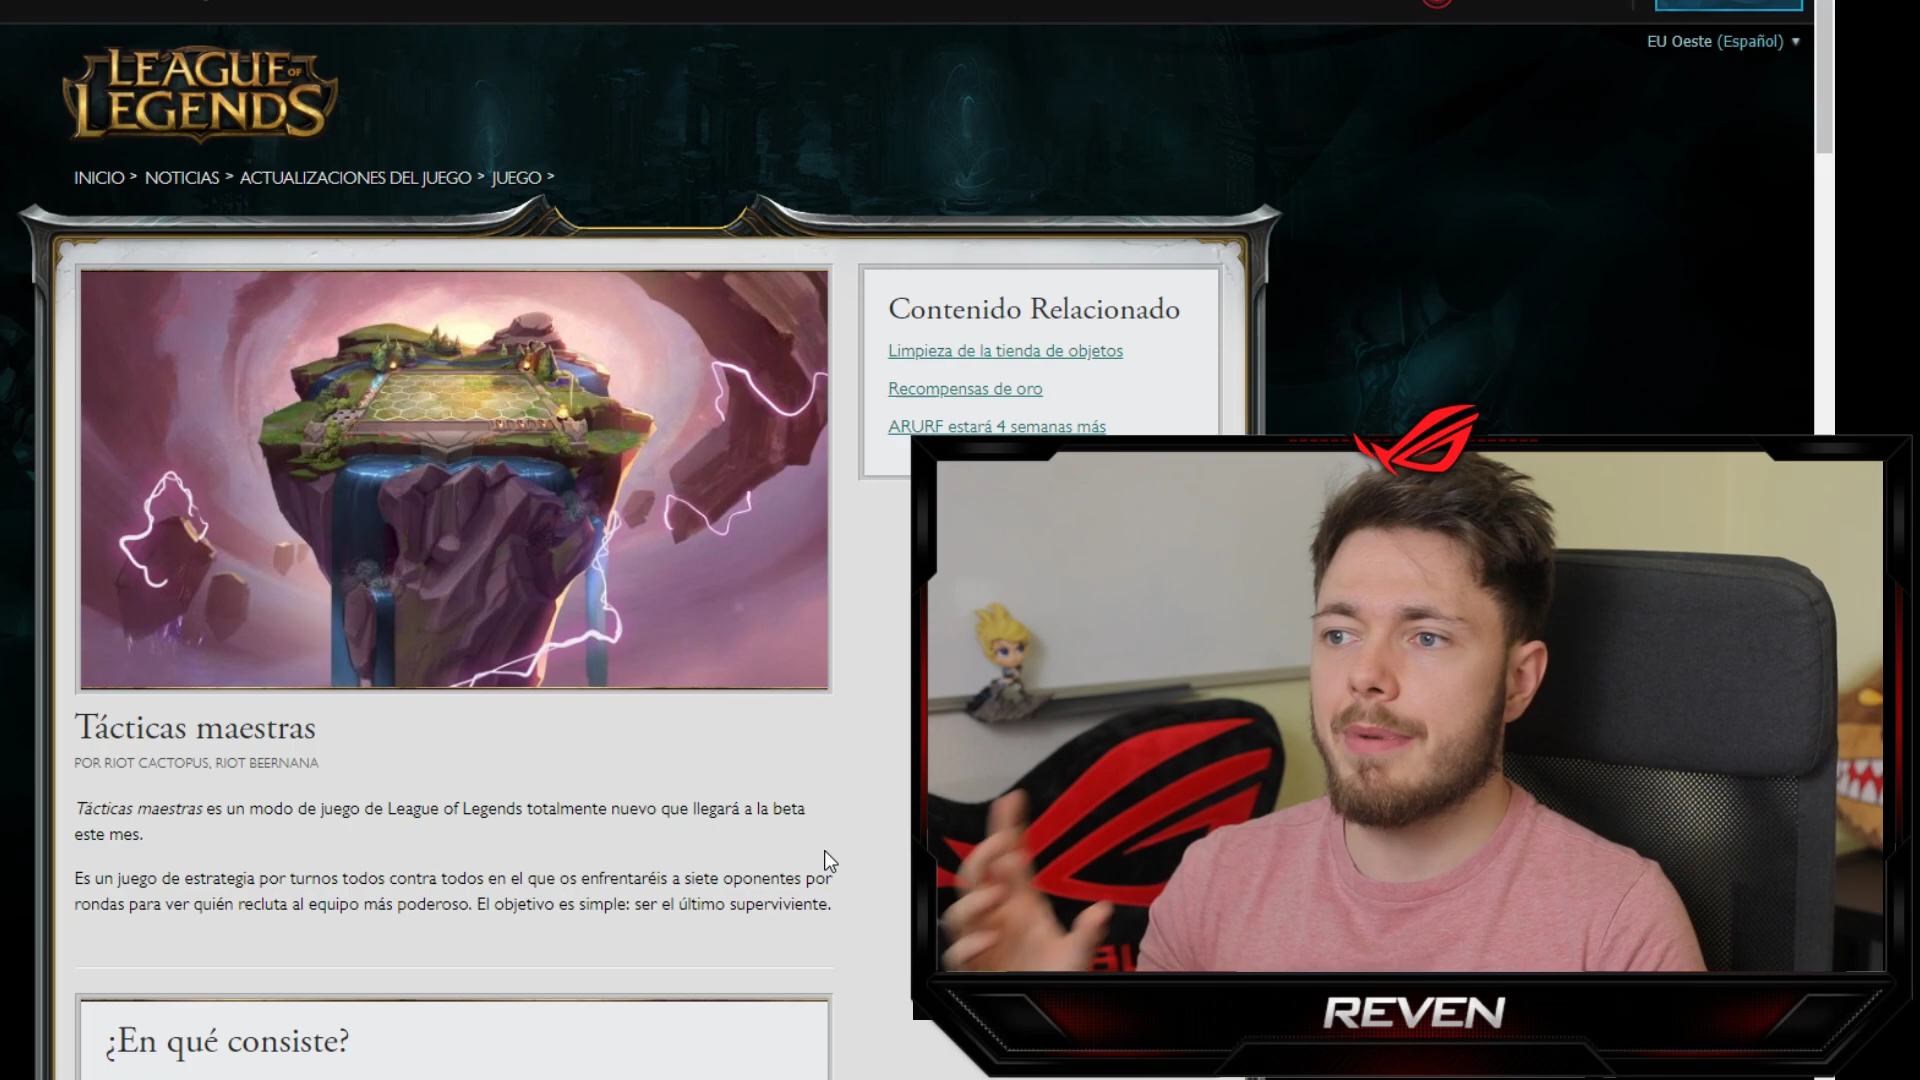 EU Oeste (Español)
LEAGUE OF
LEGENDS
INICIO > NOTICIAS > ACTUALIZACIONES DEL JUEGO > JUEGO >
Contenido Relacionado
Limpieza de la tienda de objetos
Recompensas de oro
ARURF estará 4 semanas más
Tácticas maestras
POR RIOT CACTOPUS, RIOT BEERNANA
Tácticas maestras es un modo de juego de League of Legends totalmente nuevo que llegará a la beta
este mes.
Es un juego de estrategia por turnos todos contra todos en el que os enfrentaréis a siete oponentes por
rondas para ver quién recluta al equipo más poderoso. El objetivo es simple: ser el último superviviente.
¿En qué consiste?
REVEN